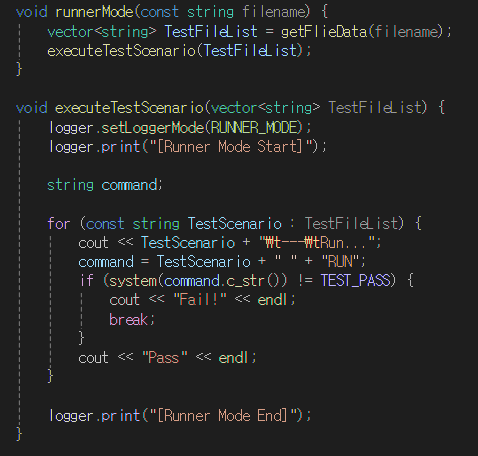 void runnerMode(const string filename) {
vector<string> TestFileList = getFlieData(filename);
executeTestScenario(TestFileList);
}
void executeTestScenario(vector<string> TestFileList) {
logger.setLoggerMode(RUNNER_MODE);
logger.print("[Runner Mode Start]");
string command;
for (const string TestScenario : TestFileList) {
cout << TestScenario + "₩t---₩tRun...";
command = TestScenario + " " + "RUN";
if (system(command.c_str()) != TEST_PASS) {
cout << "Fail!" << endl;
break;
}
cout << "Pass" << endl;
}
logger.print("[Runner Mode End]");
}